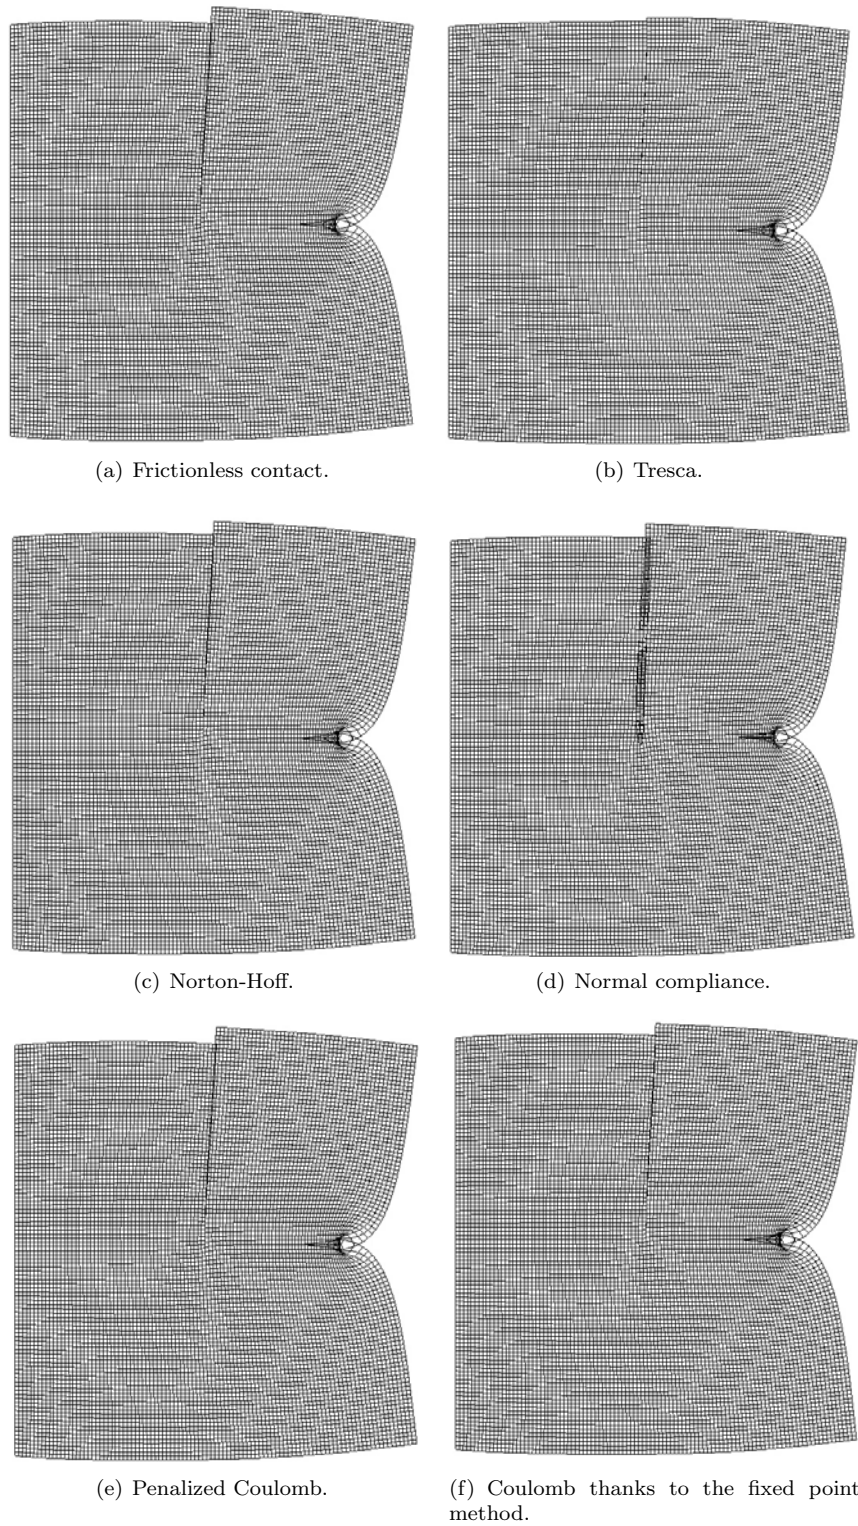 (a) Frictionless contact.
(b) Tresca.
(c) Norton-Hoff.
(d) Normal compliance.
(e) Penalized Coulomb.
(f) Coulomb thanks to the fixed point
method.